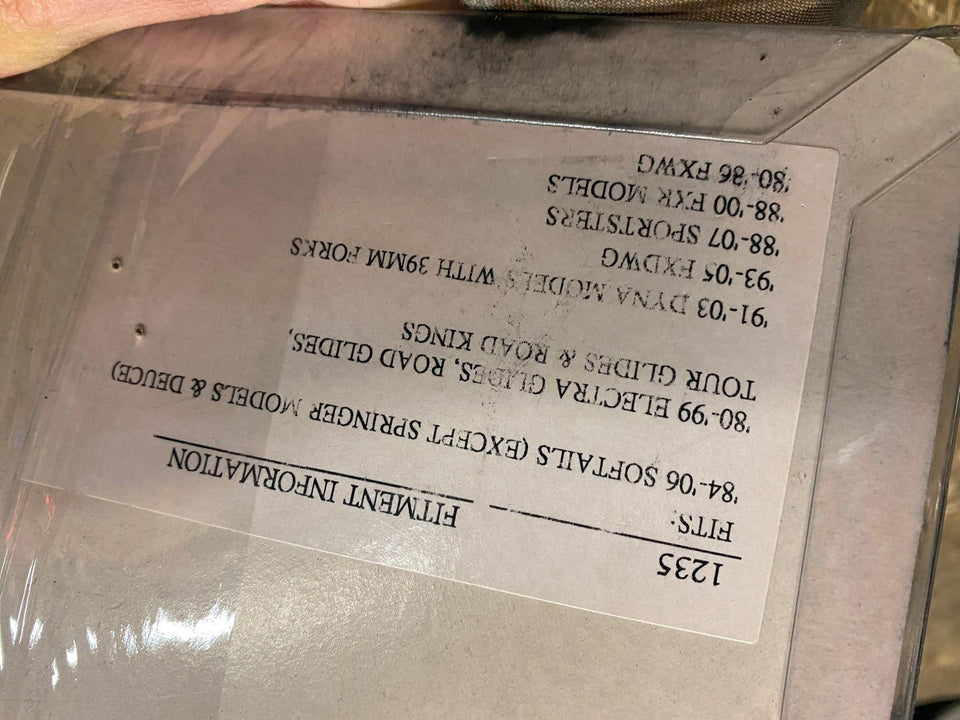 1235
FITMENT INFORMATION
FITS:
'84-'06 SOFTAILS (EXCEPT SPRINGER MODELS & DEUCE)
'80-'99 ELECTRA GLIDES, ROAD GLIDES,
TOUR GLIDES & ROAD KINGS
'91-'03 DYNA MODELS WITH 39MM FORKS
'93-'05 FXDWG
'88-'07 SPORTSTERS
'88-'00 FXR MODELS
'80-'86 FXWG